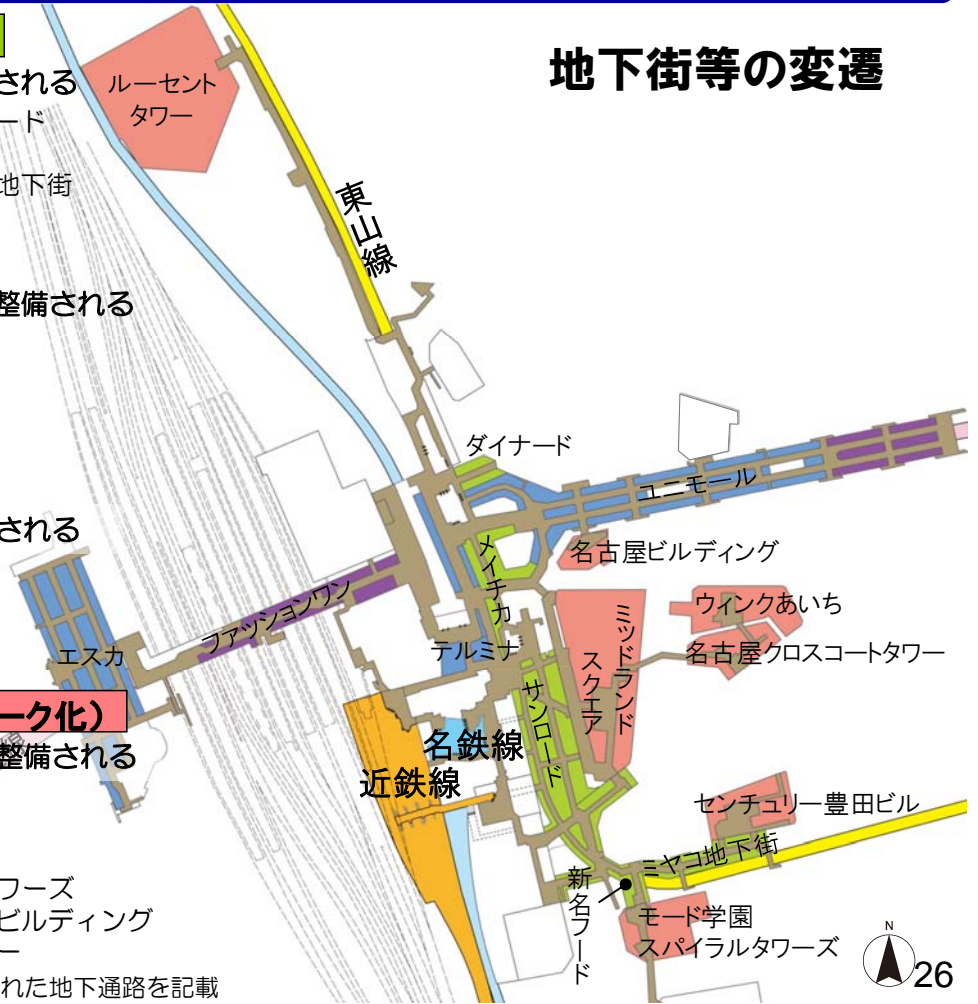 地下街等の変遷
される
ード
地下街
整備される
される
ーク化）
整備される
フーズ
ビルディング
ー
れた地下通路を記載
ルーセント
タワー
東山線
ダイナード
ユニモール
メイチカ
名古屋ビルディング
ファッションワン
エスカ
テルミナ
ミッドランド
スクエア
ウィンクあいち
名古屋クロスコートタワー
サンロード
名鉄線
近鉄線
センチュリー豊田ビル
ミヤコ地下街
新名フード
モード学園
スパイラルタワーズ
N
26